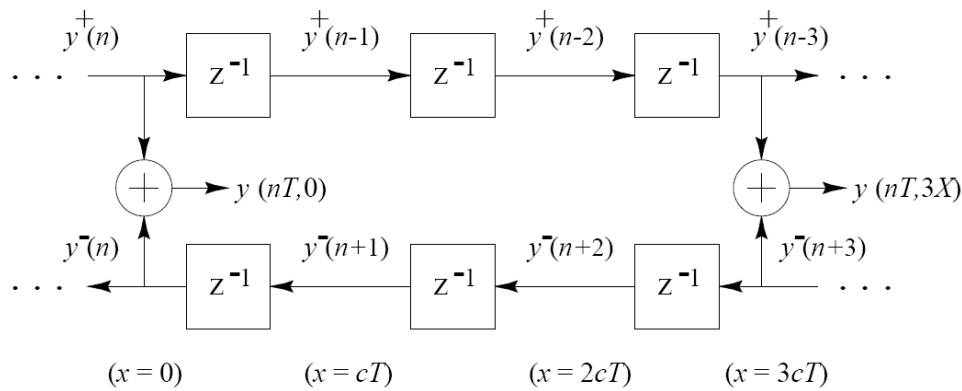 y⁺(n) y⁺(n-1) y⁺(n-2) y⁺(n-3)
. . . z⁻¹ z⁻¹ z⁻¹ . . .
+ y (nT,0) + y (nT,3X)
y⁻(n) y⁻(n+1) y⁻(n+2) y⁻(n+3)
. . . z⁻¹ z⁻¹ z⁻¹ . . .
(x = 0) (x = cT) (x = 2cT) (x = 3cT)